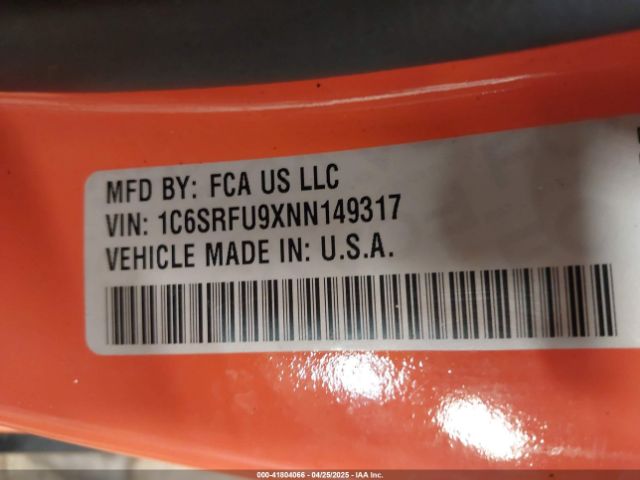 MFD BY: FCA US LLC
VIN: 1C6SRFU9XNN149317
VEHICLE MADE IN: U.S.A.
000-41804066 - 04/25/2025 - IAA Inc.